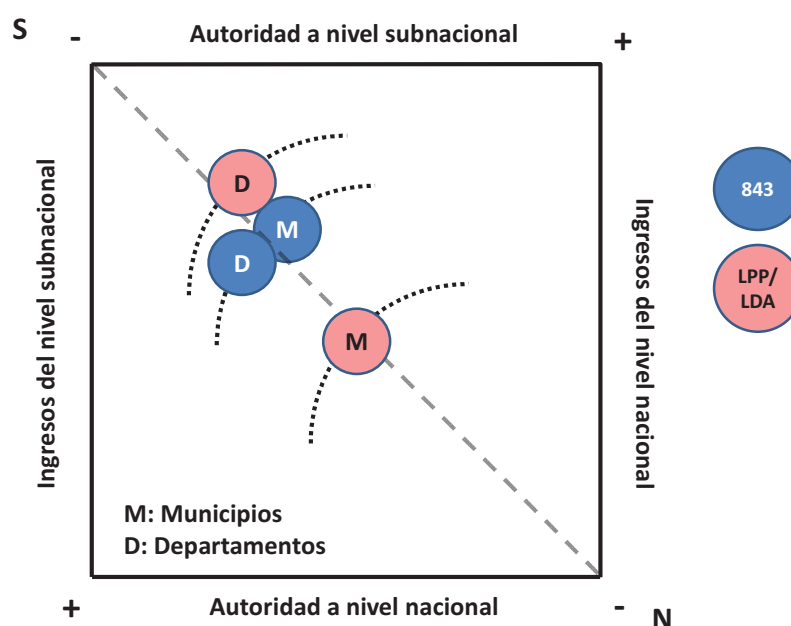 S
-
Autoridad a nivel subnacional
+
Ingresos del nivel subnacional
D
M
D
M
Ingresos del nivel nacional
843
LPP/
LDA
M: Municipios
D: Departamentos
+
Autoridad a nivel nacional
-
N